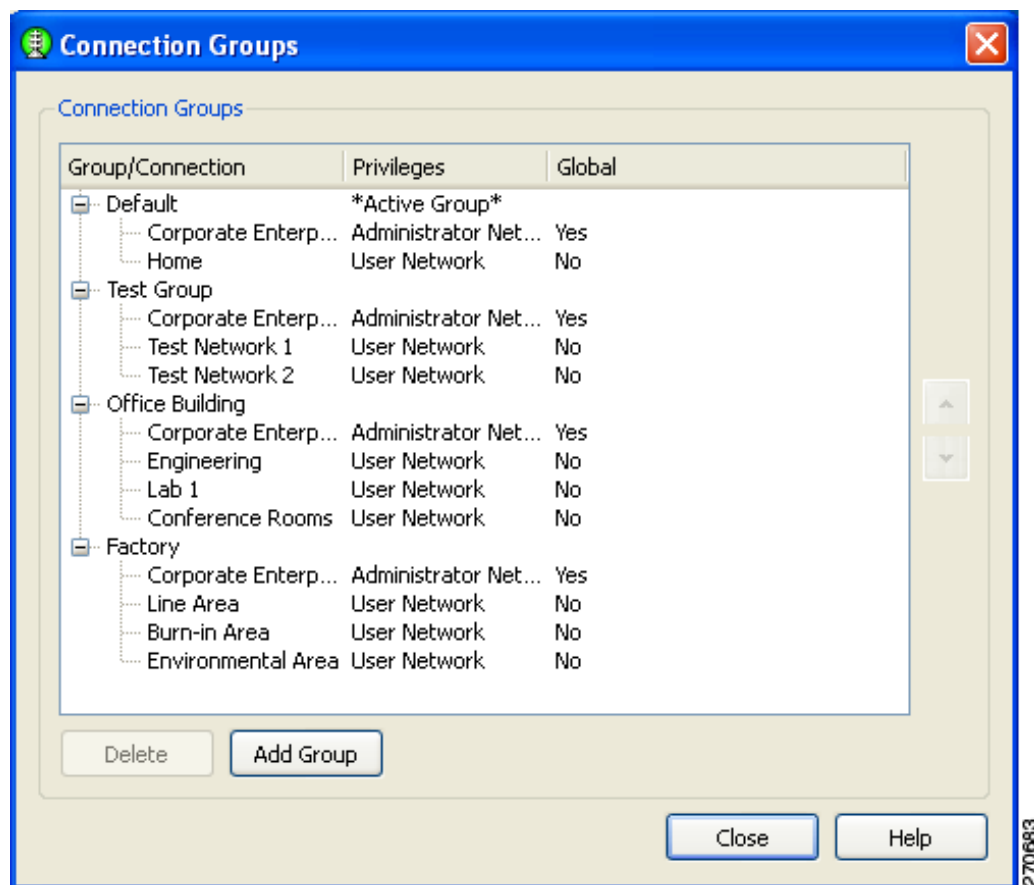 Connection Groups
Connection Groups
Group/Connection Privileges Global
Default *Active Group*
Corporate Enterp... Administrator Net... Yes
Home User Network No
Test Group
Corporate Enterp... Administrator Net... Yes
Test Network 1 User Network No
Test Network 2 User Network No
Office Building
Corporate Enterp... Administrator Net... Yes
Engineering User Network No
Lab 1 User Network No
Conference Rooms User Network No
Factory
Corporate Enterp... Administrator Net... Yes
Line Area User Network No
Burn-in Area User Network No
Environmental Area User Network No
Delete Add Group
Close Help
270683